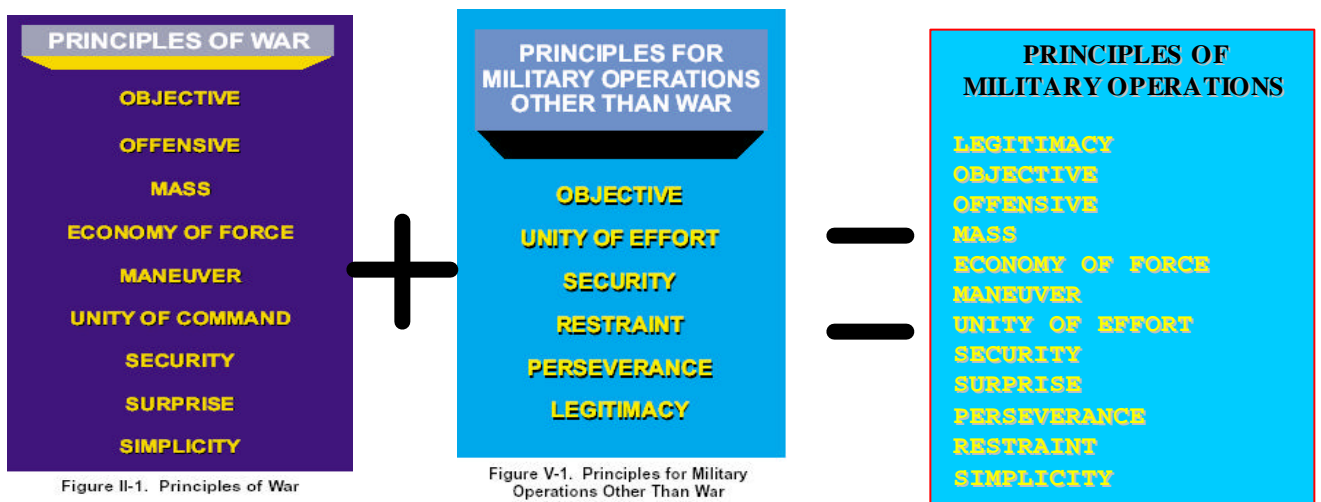 PRINCIPLES OF WAR
OBJECTIVE
OFFENSIVE
MASS
ECONOMY OF FORCE
MANEUVER
UNITY OF COMMAND
SECURITY
SURPRISE
SIMPLICITY
Figure II-1. Principles of War
PRINCIPLES FOR
MILITARY OPERATIONS
OTHER THAN WAR
OBJECTIVE
UNITY OF EFFORT
SECURITY
RESTRAINT
PERSEVERANCE
LEGITIMACY
Figure V-1. Principles for Military
Operations Other Than War
PRINCIPLES OF
MILITARY OPERATIONS
LEGITIMACY
OBJECTIVE
OFFENSIVE
MASS
ECONOMY OF FORCE
MANEUVER
UNITY OF EFFORT
SECURITY
SURPRISE
PERSEVERANCE
RESTRAINT
SIMPLICITY